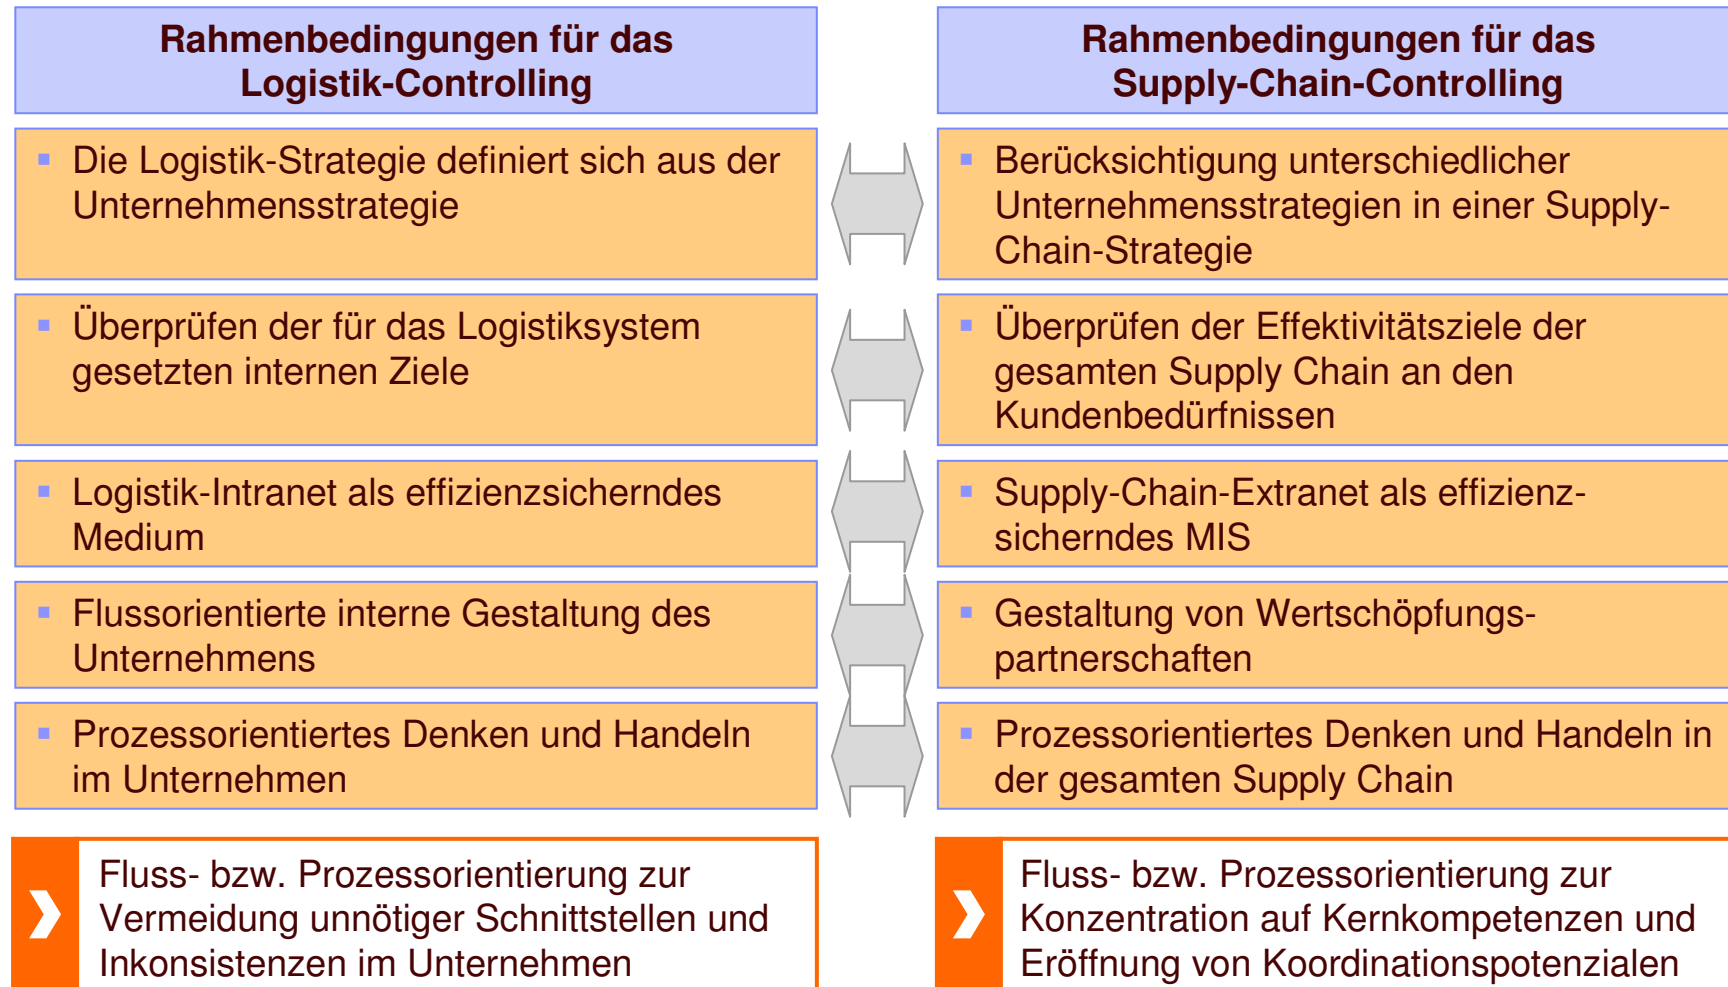 Rahmenbedingungen für das
Logistik-Controlling
▪ Die Logistik-Strategie definiert sich aus der
Unternehmensstrategie
▪ Überprüfen der für das Logistiksystem
gesetzten internen Ziele
▪ Logistik-Intranet als effizienzsicherndes
Medium
▪ Flussorientierte interne Gestaltung des
Unternehmens
▪ Prozessorientiertes Denken und Handeln
im Unternehmen
Fluss- bzw. Prozessorientierung zur
Vermeidung unnötiger Schnittstellen und
Inkonsistenzen im Unternehmen
Rahmenbedingungen für das
Supply-Chain-Controlling
▪ Berücksichtigung unterschiedlicher
Unternehmensstrategien in einer Supply-
Chain-Strategie
▪ Überprüfen der Effektivitätsziele der
gesamten Supply Chain an den
Kundenbedürfnissen
▪ Supply-Chain-Extranet als effizienz-
sicherndes MIS
▪ Gestaltung von Wertschöpfungs-
partnerschaften
▪ Prozessorientiertes Denken und Handeln in
der gesamten Supply Chain
Fluss- bzw. Prozessorientierung zur
Konzentration auf Kernkompetenzen und
Eröffnung von Koordinationspotenzialen